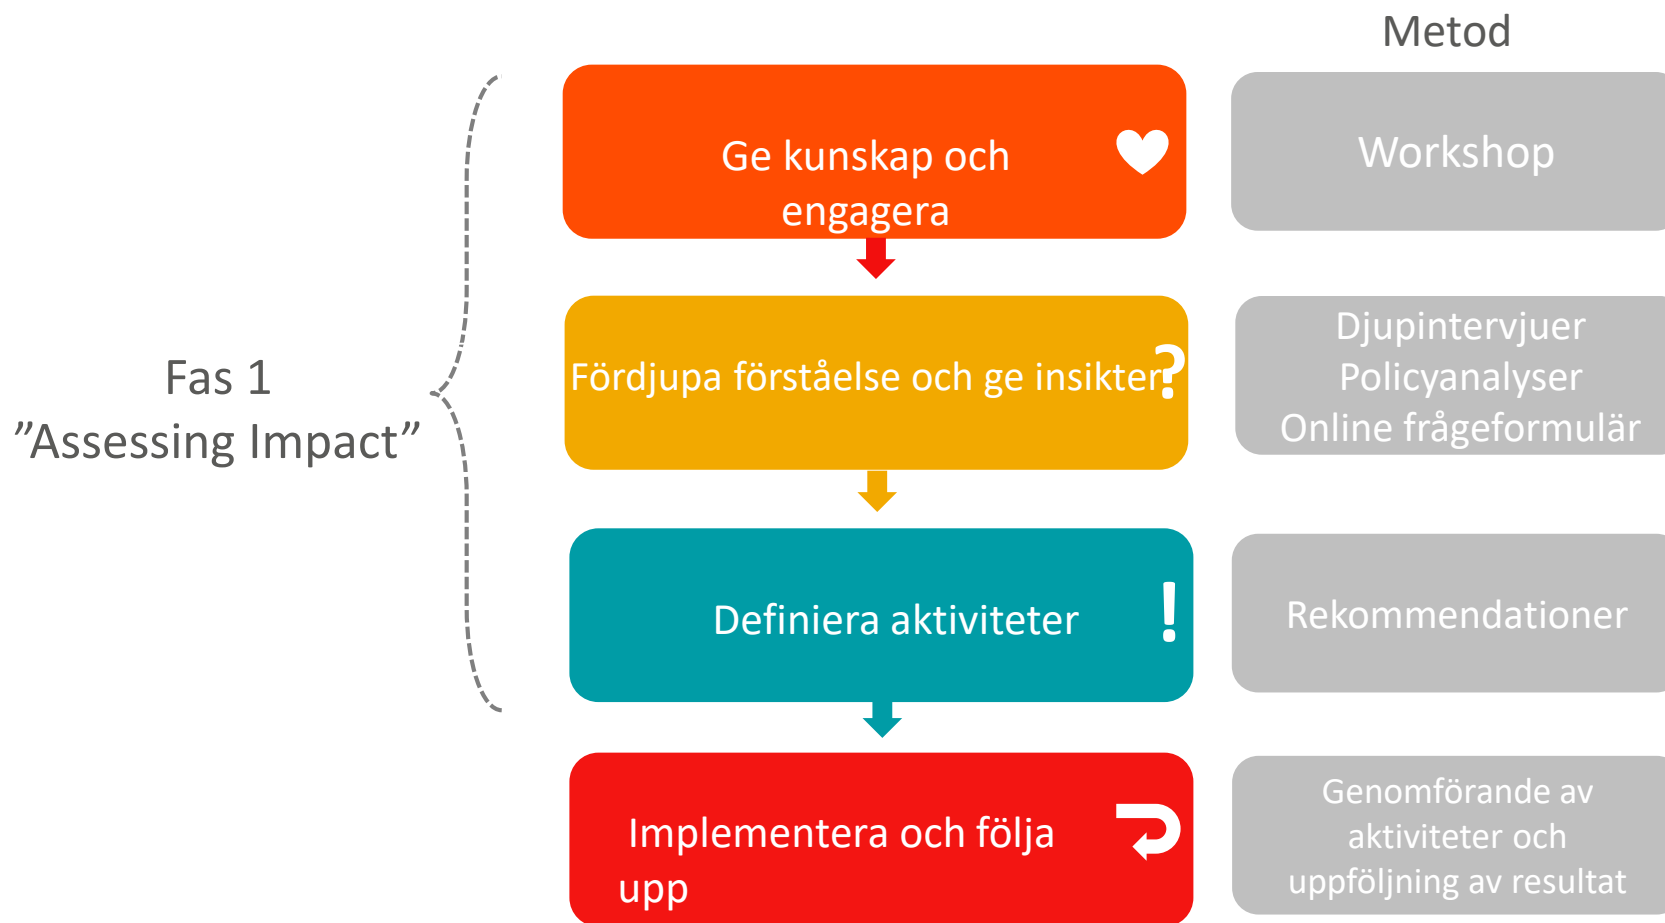 Metod
Ge kunskap och
engagera
Workshop
Fördjupa förståelse och ge insikter
?
Djupintervjuer
Policyanalyser
Online frågeformulär
Fas 1
”Assessing Impact”
Definiera aktiviteter
!
Rekommendationer
Implementera och följa
upp
Genomförande av
aktiviteter och
uppföljning av resultat